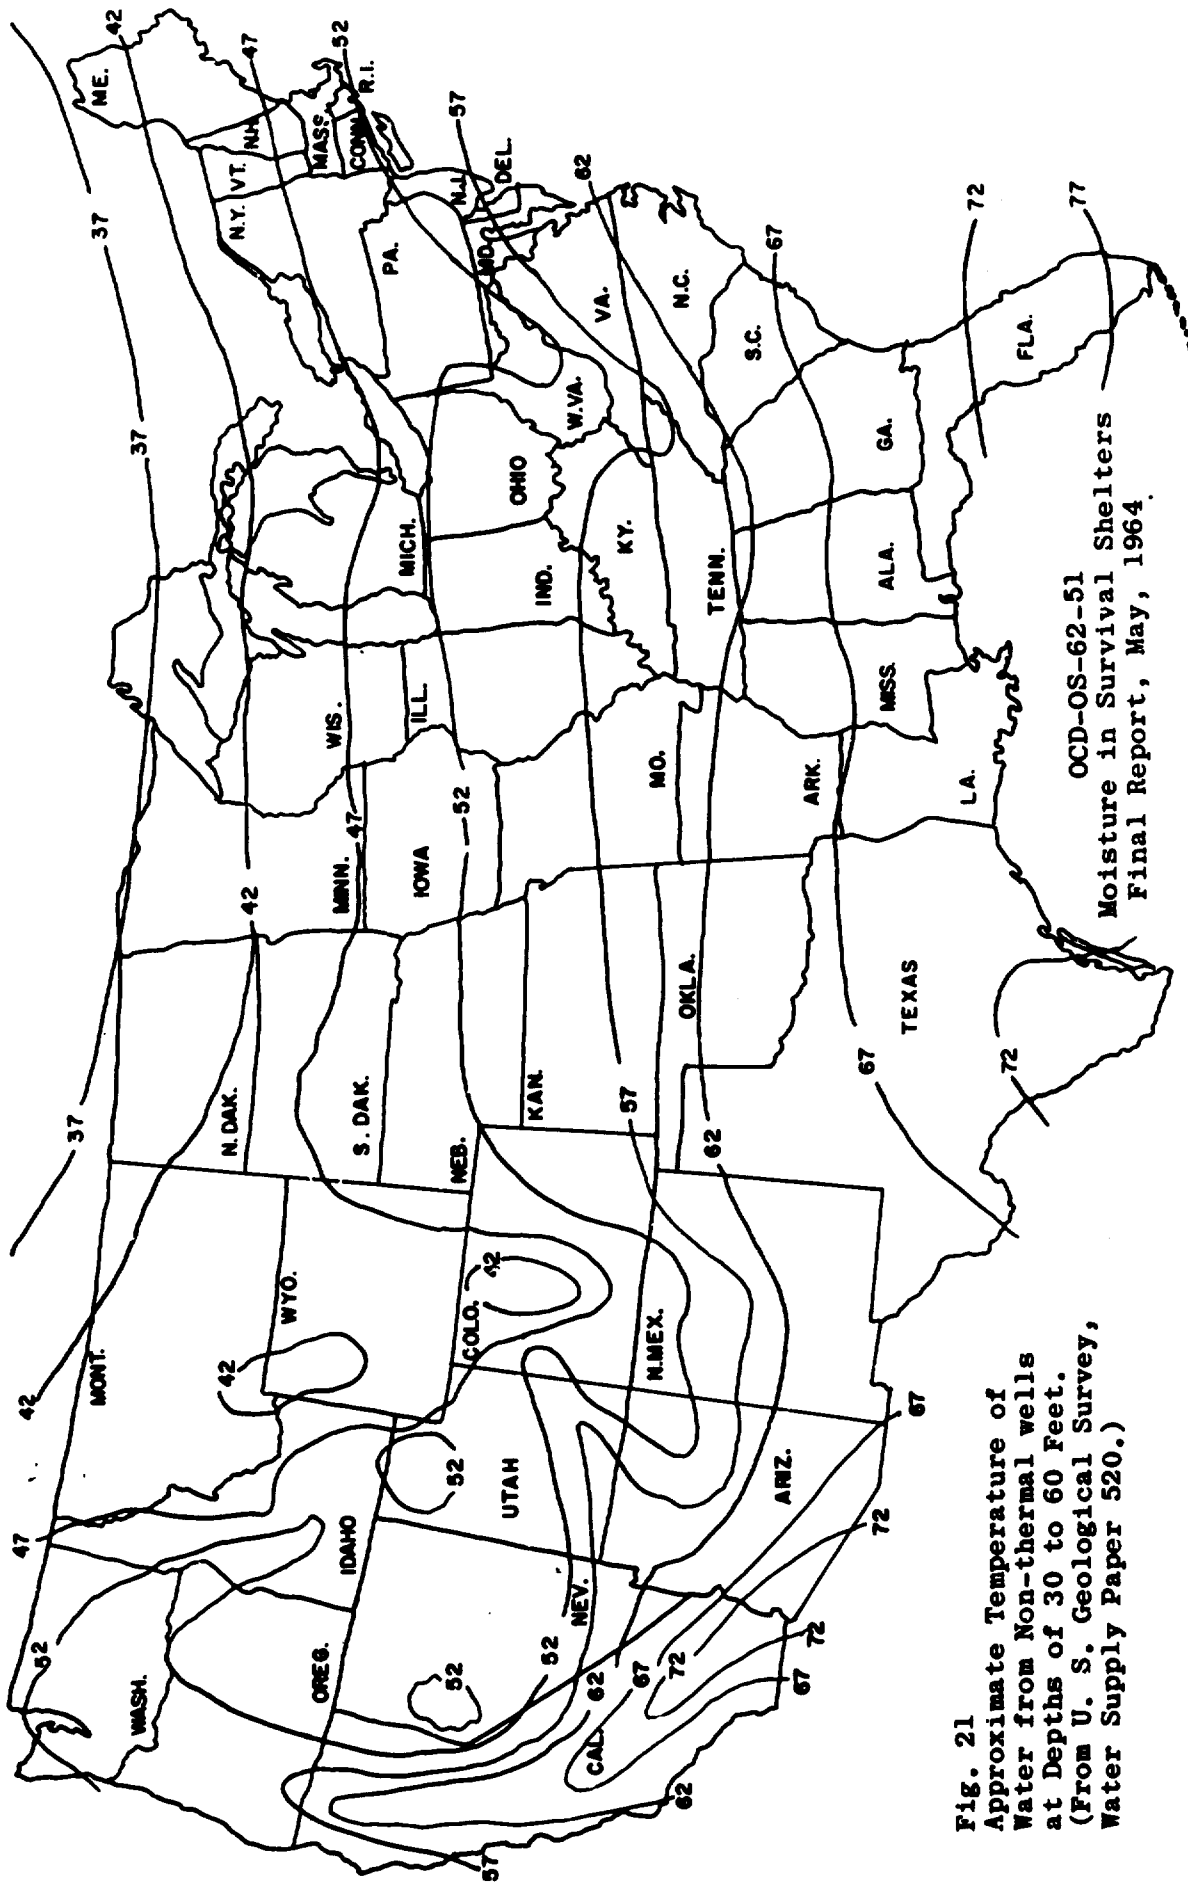 42
47
52
R.I.
ME.
N.H.
VT.
MASS.
CONN.
N.Y.
37
57
DEL.
N.J.
PA.
MD.
62
72
77
37
VA.
N.C.
67
S.C.
FLA.
W.VA.
GA.
OHIO
KY.
MICH.
IND.
TENN.
ALA.
WIS.
ILL.
MISS.
MO.
ARK.
LA.
47
52
MINN.
IOWA
42
OKLA.
TEXAS
37
N. DAK.
S. DAK.
NEB.
KAN.
57
62
67
72
MONT.
WYO.
42
COLO.
N.MEX.
42
42
67
47
IDAHO
UTAH
52
ARIZ.
72
52
WASH.
OREG.
NEV.
52
52
62
67
72
72
67
CAL.
62
57
OCD-OS-62-51
Moisture in Survival Shelters
Final Report, May, 1964
Fig. 21
Approximate Temperature of
Water from Non-thermal wells
at Depths of 30 to 60 Feet.
(From U. S. Geological Survey,
Water Supply Paper 520.)